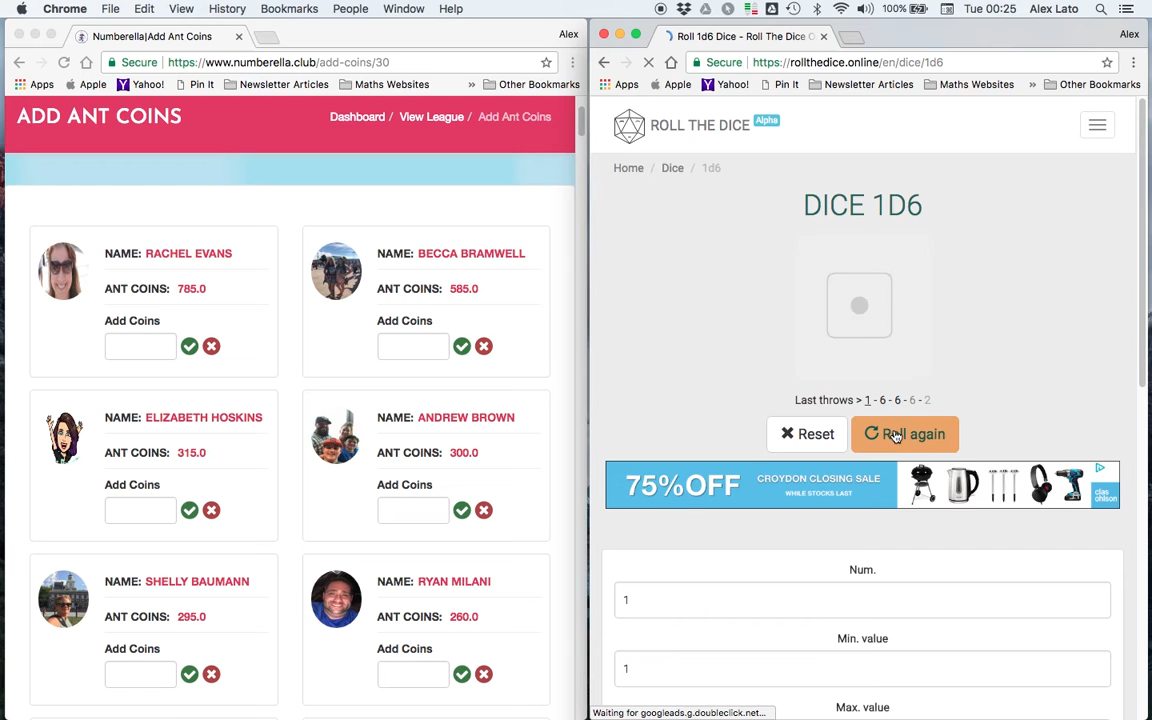 Chrome File Edit View History Bookmarks People Window Help 100% Tue 00:25 Alex Lato
Numberella|Add Ant Coins Alex
Secure https://www.numberella.club/add-coins/30
Apps Apple Yahoo! Pin It Newsletter Articles Maths Websites » Other Bookmarks
ADD ANT COINS
Dashboard / View League / Add Ant Coins
NAME: RACHEL EVANS
ANT COINS: 785.0
Add Coins
NAME: BECCA BRAMWELL
ANT COINS: 585.0
Add Coins
NAME: ELIZABETH HOSKINS
ANT COINS: 315.0
Add Coins
NAME: ANDREW BROWN
ANT COINS: 300.0
Add Coins
NAME: SHELLY BAUMANN
ANT COINS: 295.0
Add Coins
NAME: RYAN MILANI
ANT COINS: 260.0
Add Coins
Roll 1d6 Dice - Roll The Dice O Alex
Secure https://rollthedice.online/en/dice/1d6
Apps Apple Yahoo! Pin It Newsletter Articles Maths Websites » Other Bookmarks
ROLL THE DICE Alpha
Home / Dice / 1d6
DICE 1D6
Last throws > 1 - 6 - 6 - 6 - 2
Reset Roll again
75%OFF CROYDON CLOSING SALE
WHILE STOCKS LAST
clas
ohlson
Num.
1
Min. value
1
Max. value
Waiting for googleads.g.doubleclick.net...